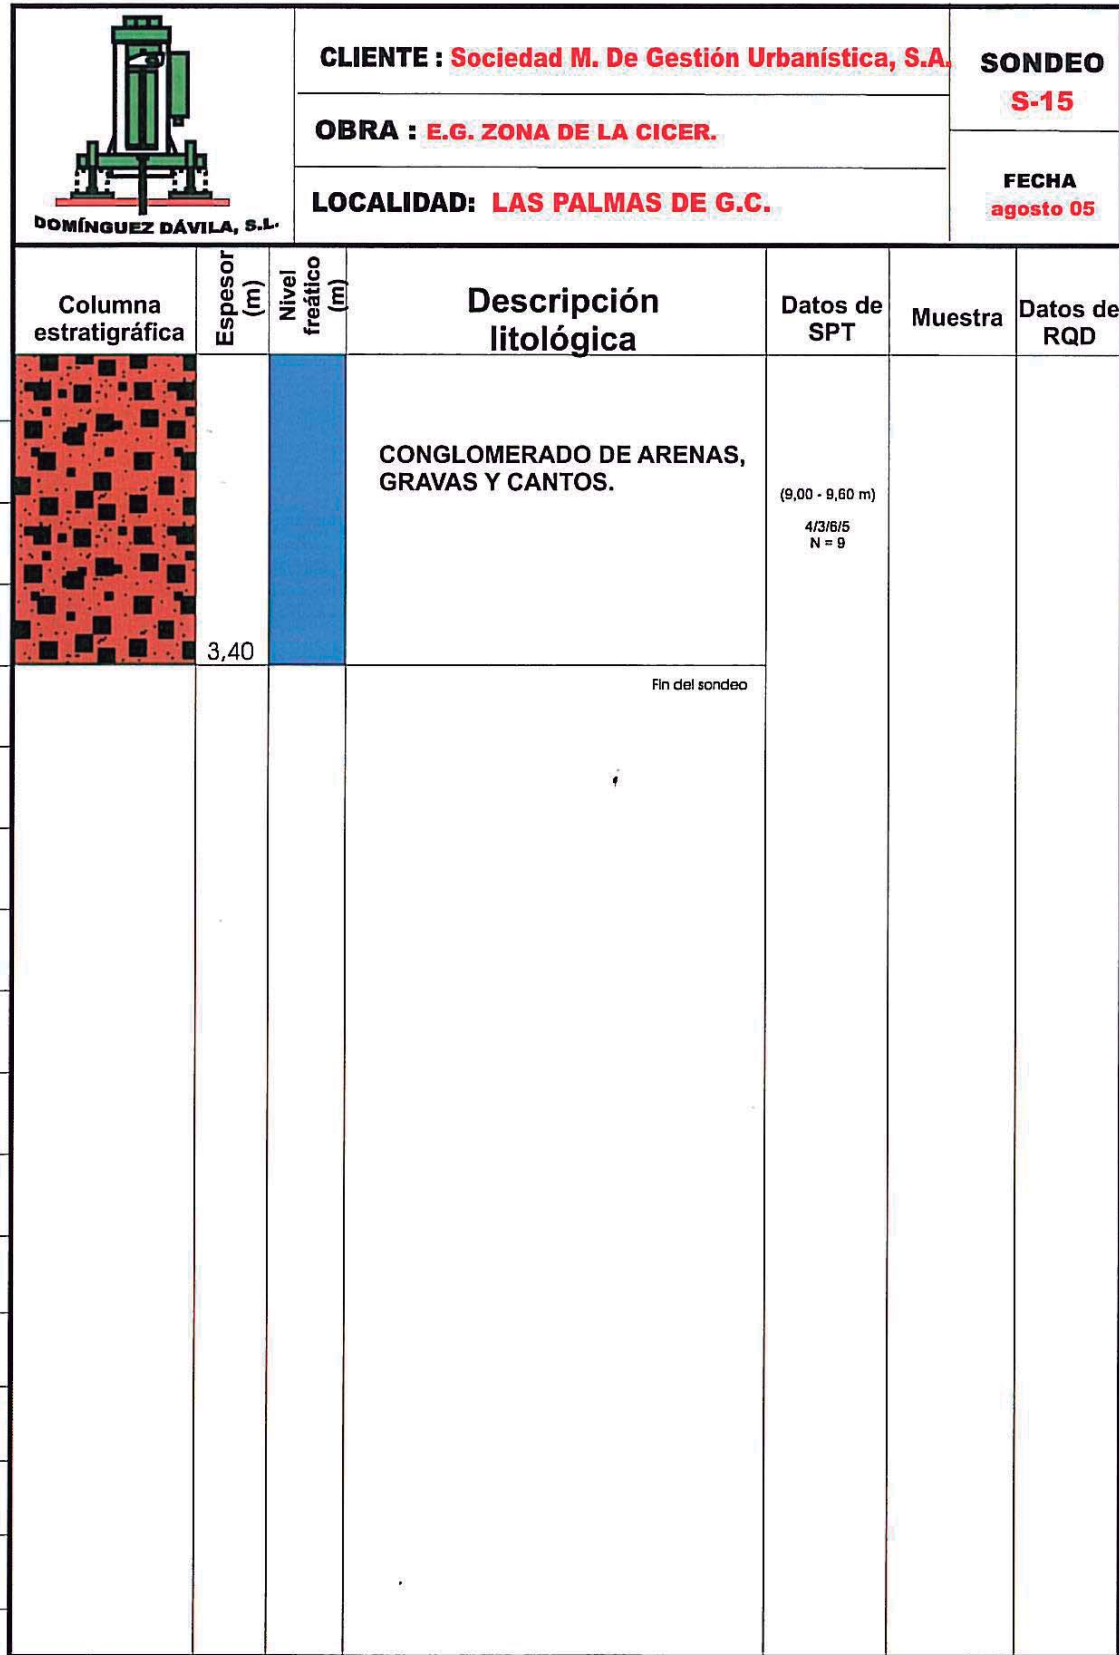 DOMÍNGUEZ DÁVILA, S.L.
CLIENTE : Sociedad M. De Gestión Urbanística, S.A.
OBRA : E.G. ZONA DE LA CICER.
LOCALIDAD: LAS PALMAS DE G.C.
SONDEO
S-15
FECHA
agosto 05
Columna
estratigráfica
Espesor
(m)
Nivel
freático
(m)
Descripción
litológica
Datos de
SPT
Muestra
Datos de
RQD
CONGLOMERADO DE ARENAS,
GRAVAS Y CANTOS.
(9,00 - 9,60 m)
4/3/6/5
N = 9
3,40
Fin del sondeo